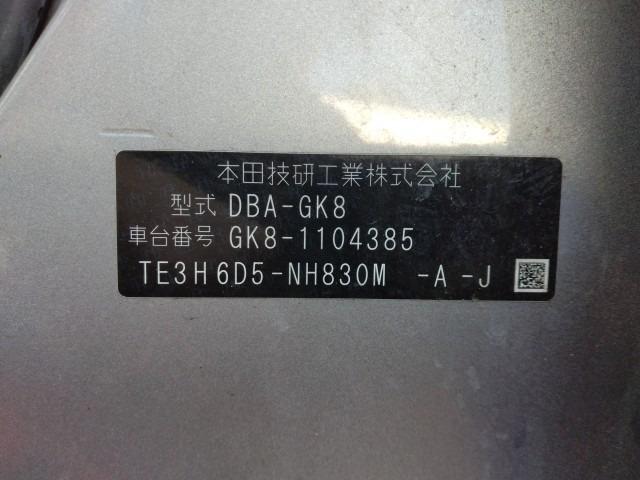 本田技研工業株式会社
型式 DBA-GK8
車台番号 GK8-1104385
TE3H6D5-NH830M -A-J